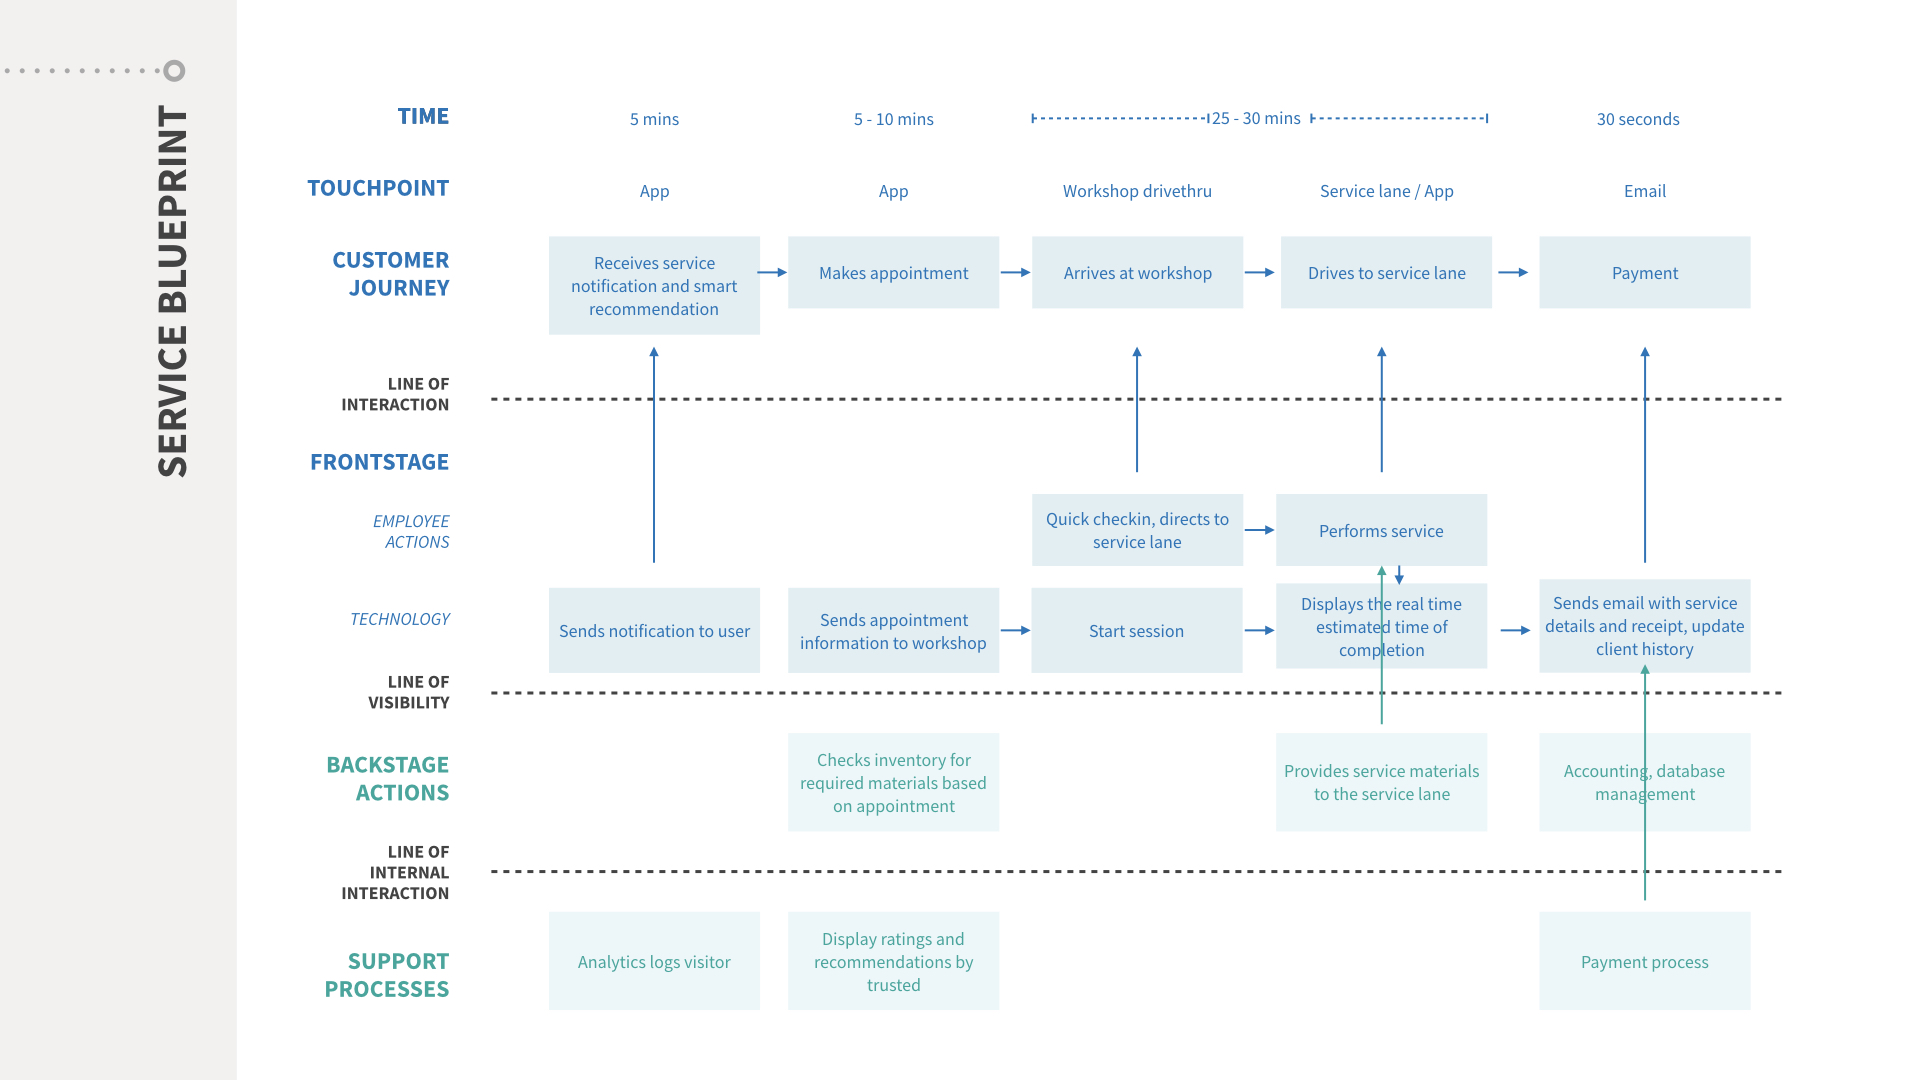 SERVICE BLUEPRINT
TIME
5 mins
5 - 10 mins
25 - 30 mins
30 seconds
TOUCHPOINT
App
App
Workshop drivethru
Service lane / App
Email
CUSTOMER
JOURNEY
Receives service
notification and smart
recommendation
Makes appointment
Arrives at workshop
Drives to service lane
Payment
LINE OF
INTERACTION
FRONTSTAGE
EMPLOYEE
ACTIONS
Quick checkin, directs to
service lane
Performs service
TECHNOLOGY
Sends notification to user
Sends appointment
information to workshop
Start session
Displays the real time
estimated time of
completion
Sends email with service
details and receipt, update
client history
LINE OF
VISIBILITY
BACKSTAGE
ACTIONS
Checks inventory for
required materials based
on appointment
Provides service materials
to the service lane
Accounting, database
management
LINE OF
INTERNAL
INTERACTION
SUPPORT
PROCESSES
Analytics logs visitor
Display ratings and
recommendations by
trusted
Payment process